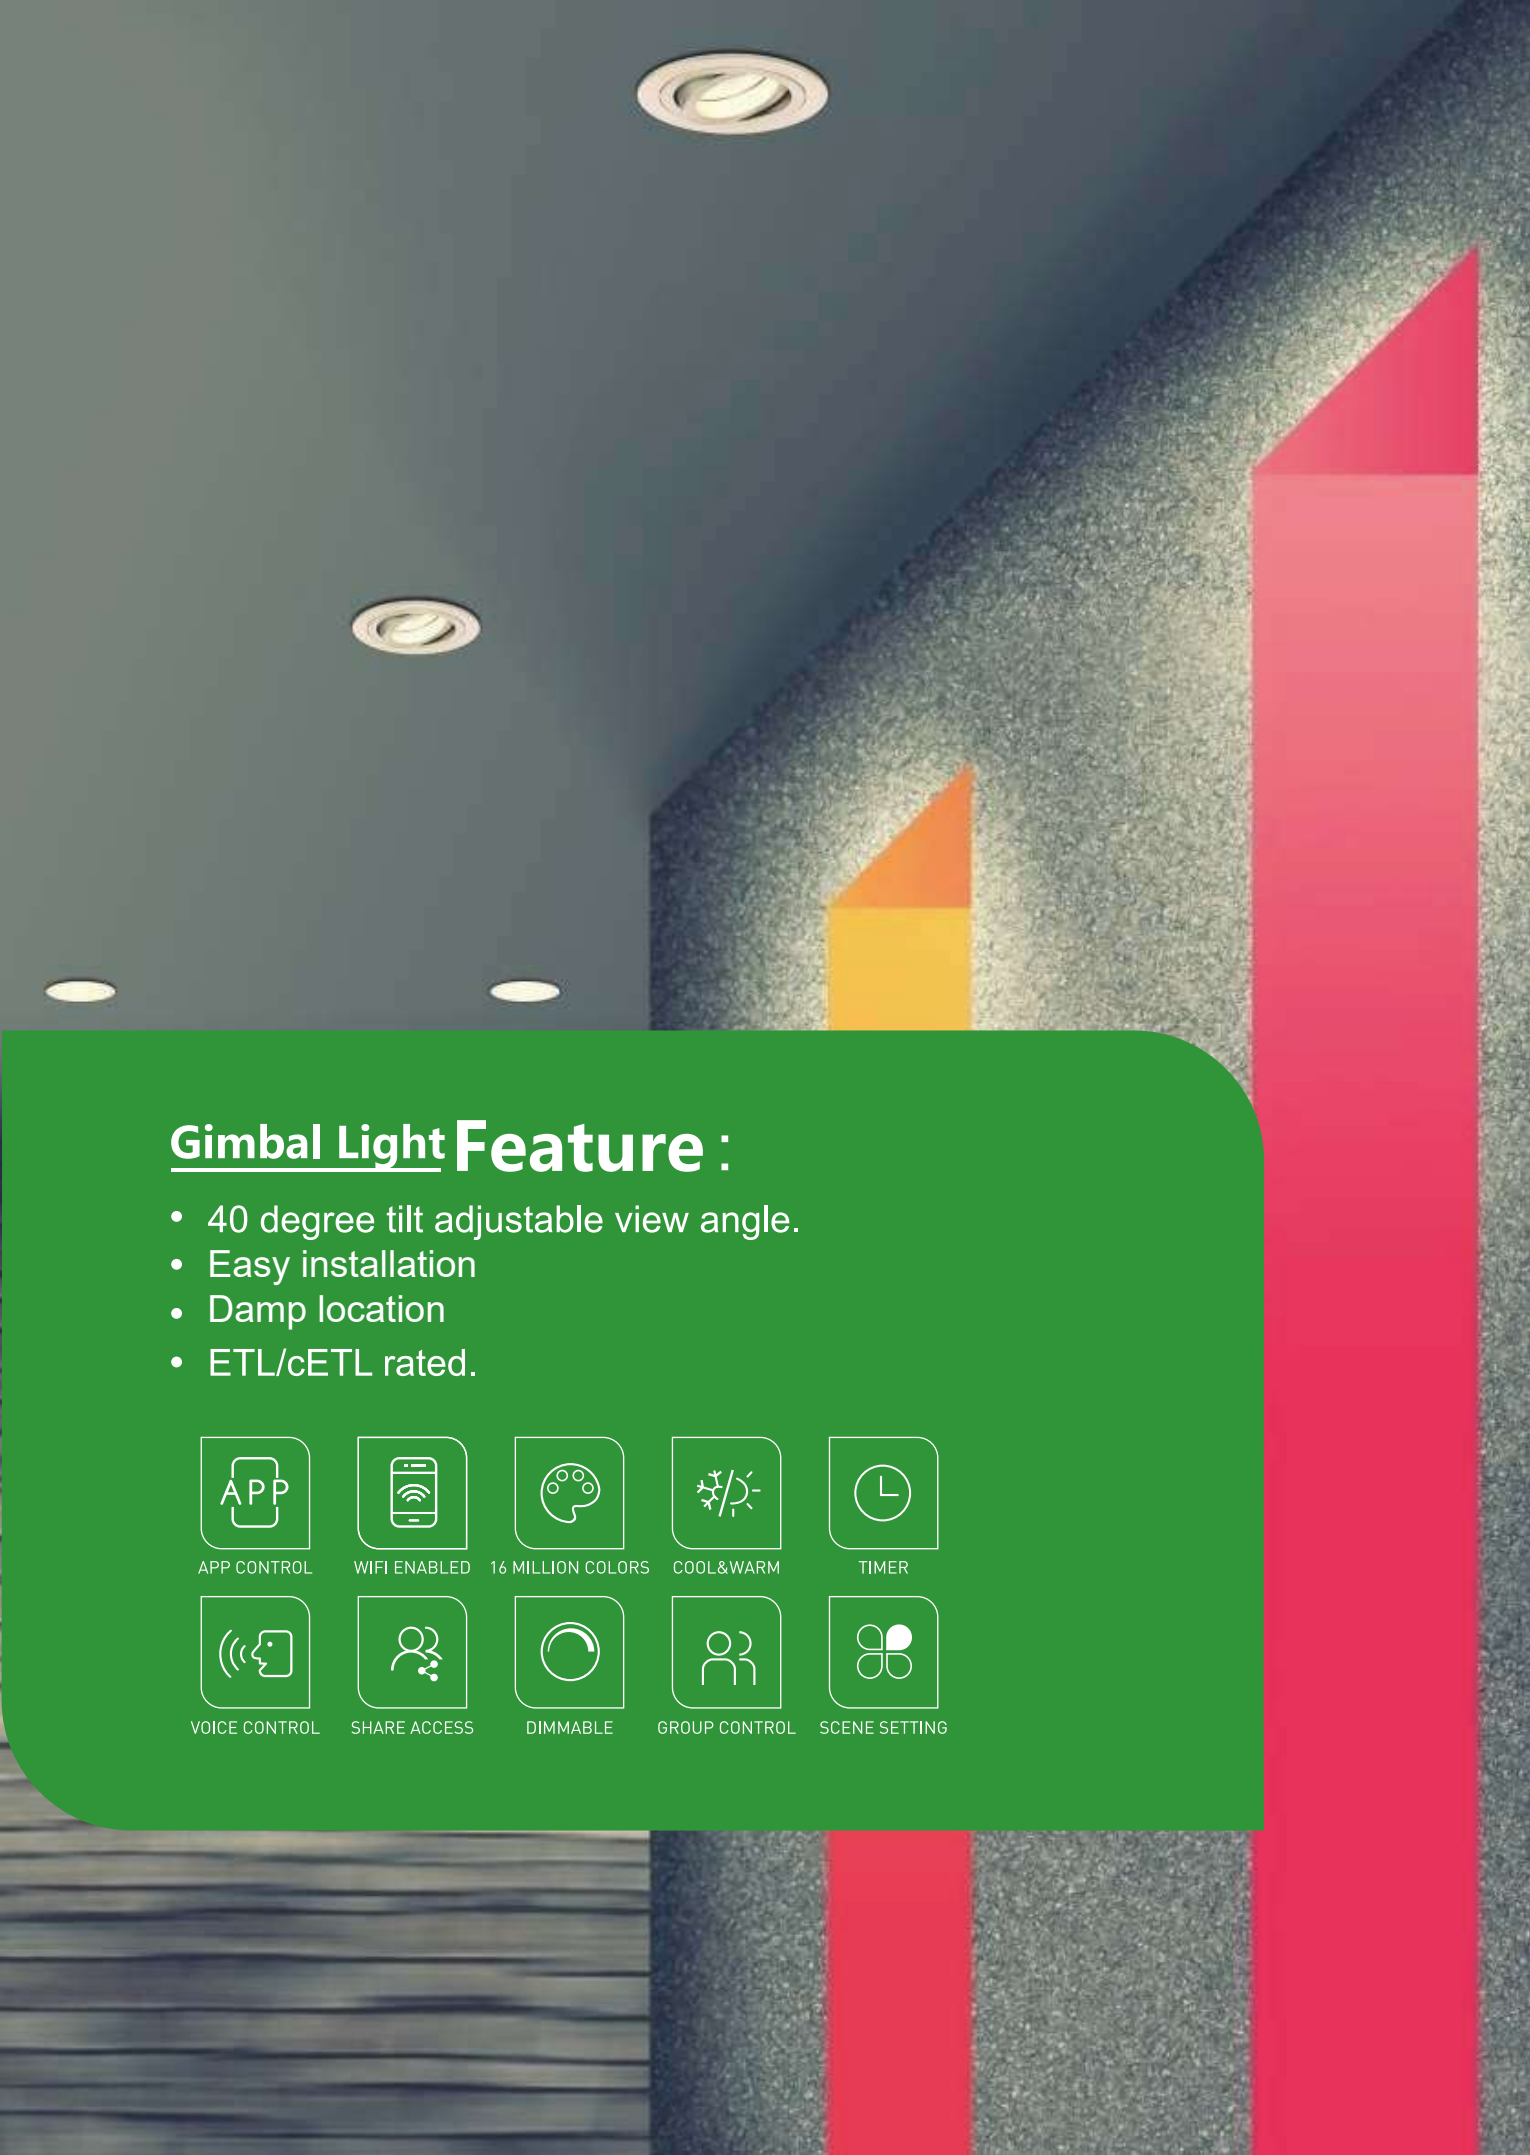 Gimbal Light Feature :
• 40 degree tilt adjustable view angle.
• Easy installation
• Damp location
• ETL/cETL rated.
APP
APP CONTROL WIFI ENABLED 16 MILLION COLORS COOL&WARM TIMER
VOICE CONTROL SHARE ACCESS DIMMABLE GROUP CONTROL SCENE SETTING